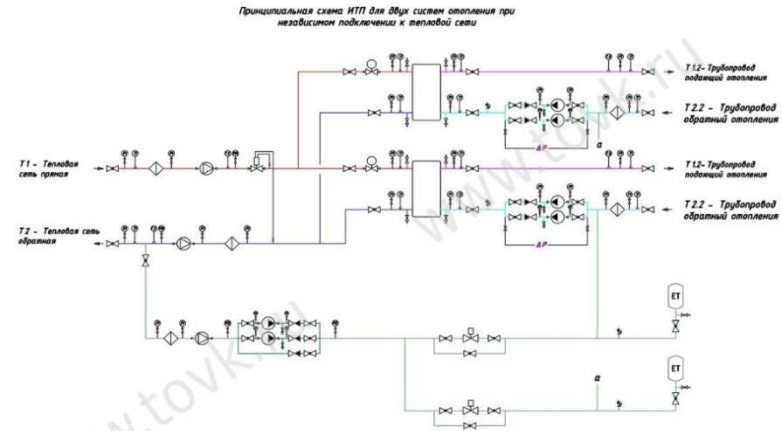 Принципиальная схема ИТП для двух систем отопления при
независимом подключении к тепловой сети
Т1.2- Трубопровод
подающий отопления
Т2.2 - Трубопровод
обратный отопления
ΔР
а
Т1 - Тепловая
сеть прямая
Т1.2- Трубопровод
подающий отопления
Т2 - Тепловая сеть
обратная
Т2.2 - Трубопровод
обратный отопления
ΔР
ЕТ
а
ЕТ
www.tovk.ru
www.tovk.ru